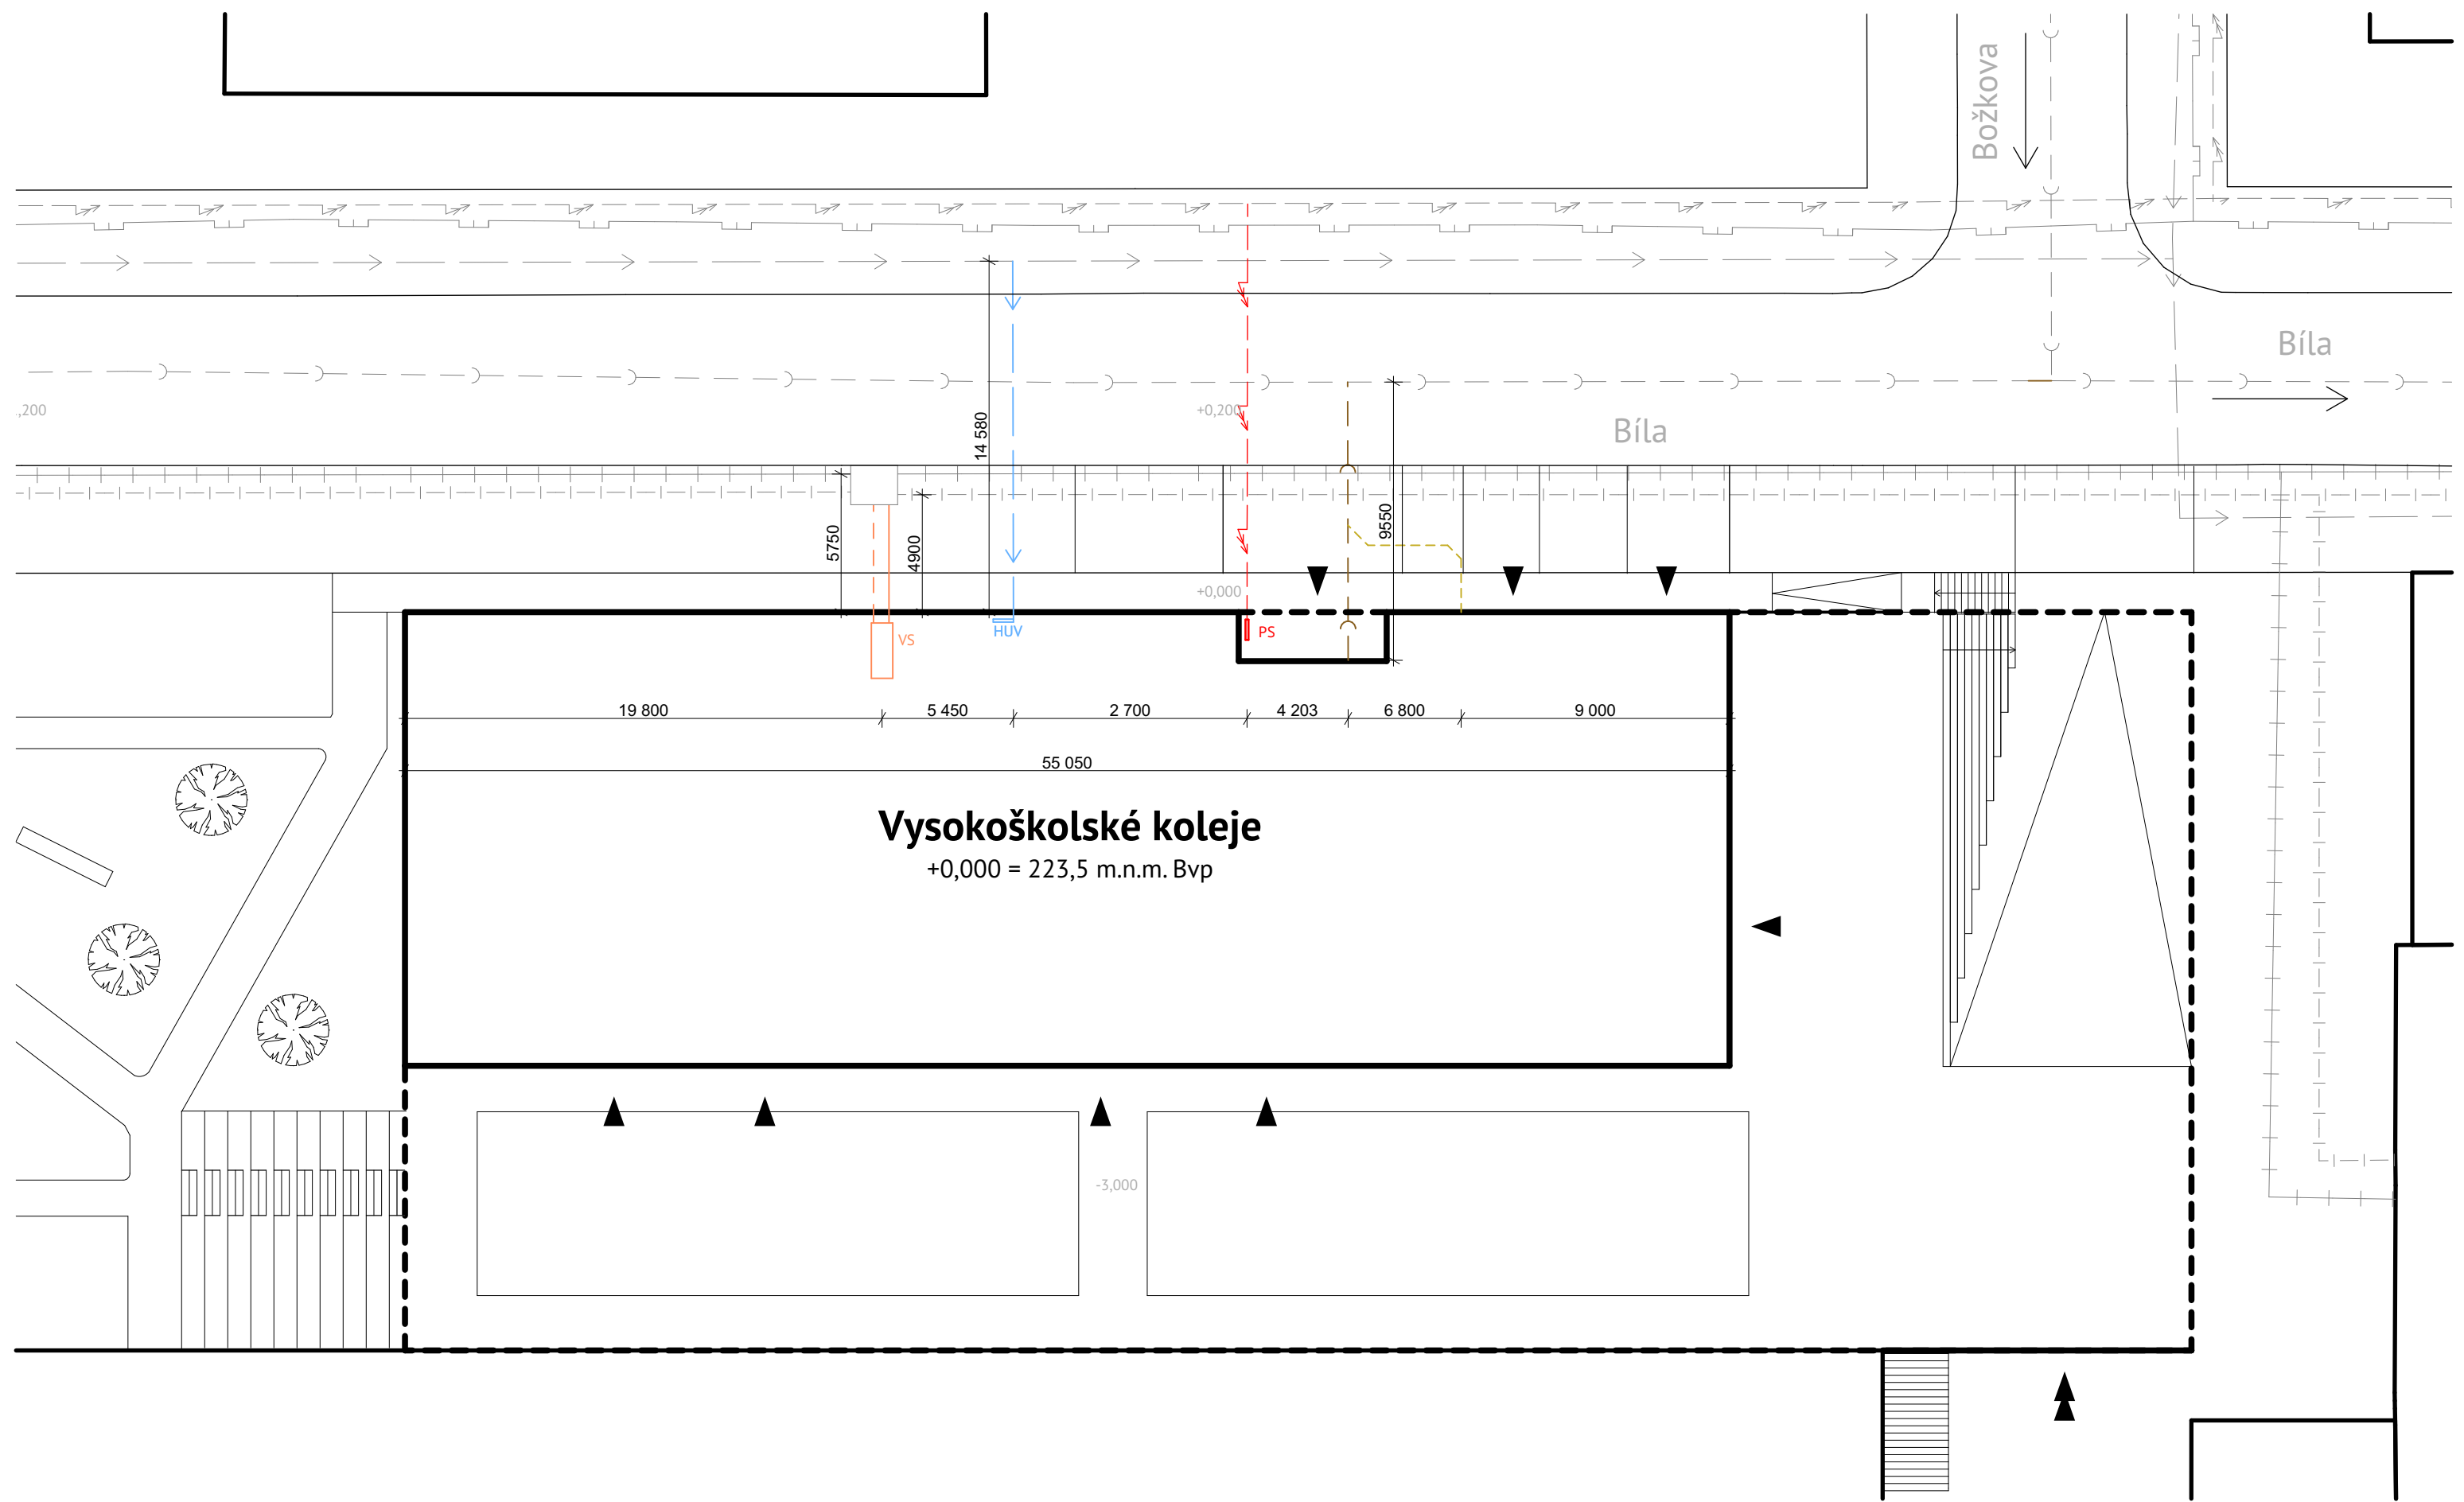 Božkova
Bíla
,200
+0,200
14 580
Bíla
5750
4900
9550
+0,000
VS
HUV
PS
19 800
5 450
2 700
4 203
6 800
9 000
55 050
Vysokoškolské koleje
+0,000 = 223,5 m.n.m. Bvp
-3,000